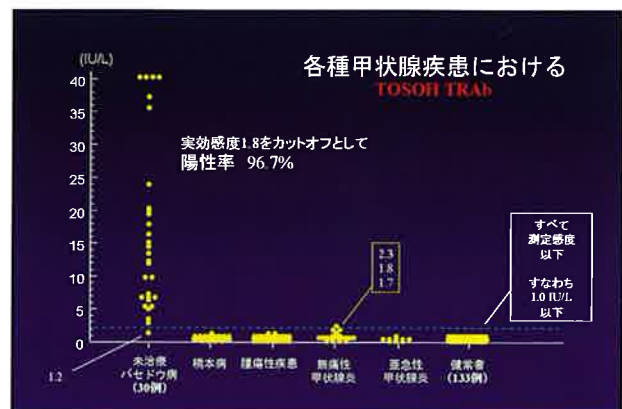 各種甲状腺疾患における
TOSOH TRAb
(IU/L)
40
35
30
25
20
15
10
5
0
実効感度1.8をカットオフとして
陽性率 96.7%
2.3
1.8
1.7
すべて
測定感度
以下
すなわち
1.0 IU/L
以下
1.2
未治療
バセドウ病
(30例)
橋本病
腫瘍性疾患
無痛性
甲状腺炎
亜急性
甲状腺炎
健常者
(133例)